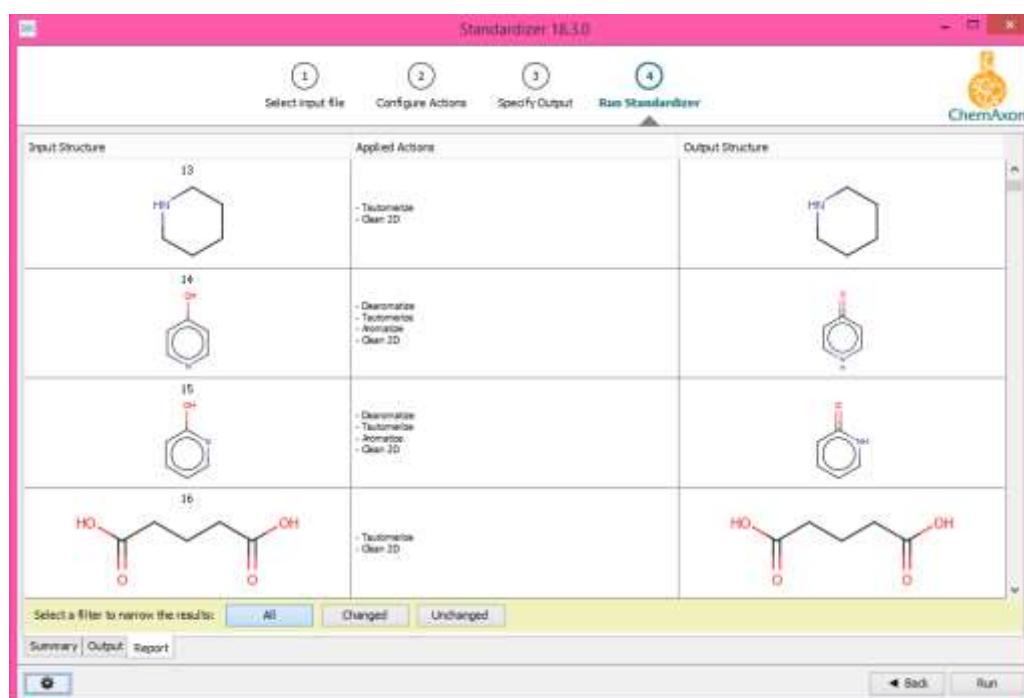 Standardizer 18.3.0
1
2
3
4
Select input file
Configure Actions
Specify Output
Run Standardizer
ChemAxon
Input Structure
Applied Actions
Output Structure
13
HN
- Tautomerize
- Clean 2D
HN
14
OH
- Dearomatize
- Tautomerize
- Aromatize
- Clean 2D
15
OH
- Dearomatize
- Tautomerize
- Aromatize
- Clean 2D
NH
16
HO
OH
O
O
- Tautomerize
- Clean 2D
HO
OH
O
O
Select a filter to narrow the results:
All
Changed
Unchanged
Summary
Output
Report
Back
Run